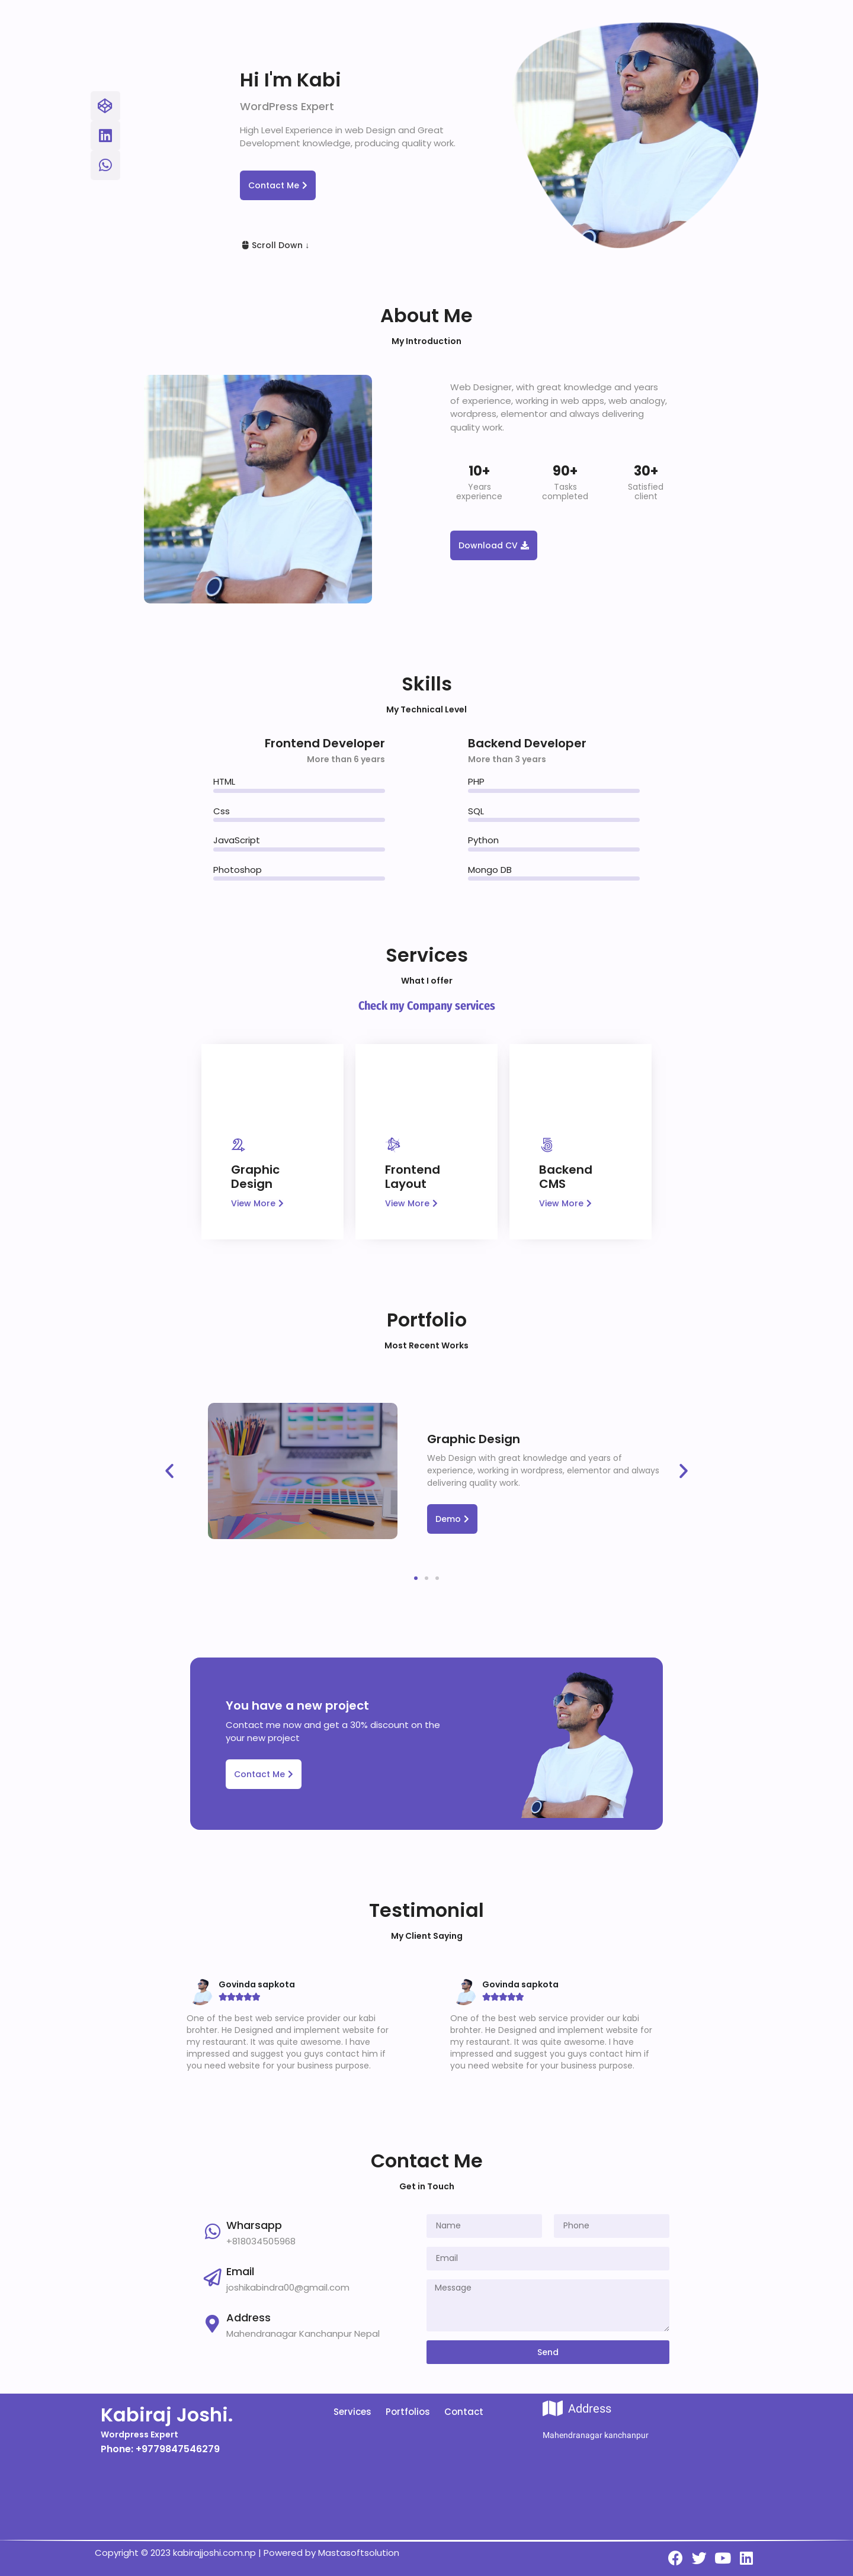 Hi I'm Kabi
WordPress Expert
High Level Experience in web Design and Great
Development knowledge, producing quality work.
Contact Me
Scroll Down ↓
About Me
My Introduction
Web Designer, with great knowledge and years
of experience, working in web apps, web analogy,
wordpress, elementor and always delivering
quality work.
10+
Years
experience
90+
Tasks
completed
30+
Satisfied
client
Download CV
Skills
My Technical Level
Frontend Developer
More than 6 years
HTML
Css
JavaScript
Photoshop
Backend Developer
More than 3 years
PHP
SQL
Python
Mongo DB
Services
What I offer
Check my Company services
Graphic
Design
View More
Frontend
Layout
View More
Backend
CMS
View More
Portfolio
Most Recent Works
Graphic Design
Web Design with great knowledge and years of
experience, working in wordpress, elementor and always
delivering quality work.
Demo
You have a new project
Contact me now and get a 30% discount on the
your new project
Contact Me
Testimonial
My Client Saying
Govinda sapkota
One of the best web service provider our kabi
brohter. He Designed and implement website for
my restaurant. It was quite awesome. I have
impressed and suggest you guys contact him if
you need website for your business purpose.
Govinda sapkota
One of the best web service provider our kabi
brohter. He Designed and implement website for
my restaurant. It was quite awesome. I have
impressed and suggest you guys contact him if
you need website for your business purpose.
Contact Me
Get in Touch
Wharsapp
+818034505968
Email
joshikabindra00@gmail.com
Address
Mahendranagar Kanchanpur Nepal
Name
Phone
Email
Message
Send
Kabiraj Joshi.
Wordpress Expert
Phone: +9779847546279
Services
Portfolios
Contact
Address
Mahendranagar kanchanpur
Copyright © 2023 kabirajjoshi.com.np | Powered by Mastasoftsolution